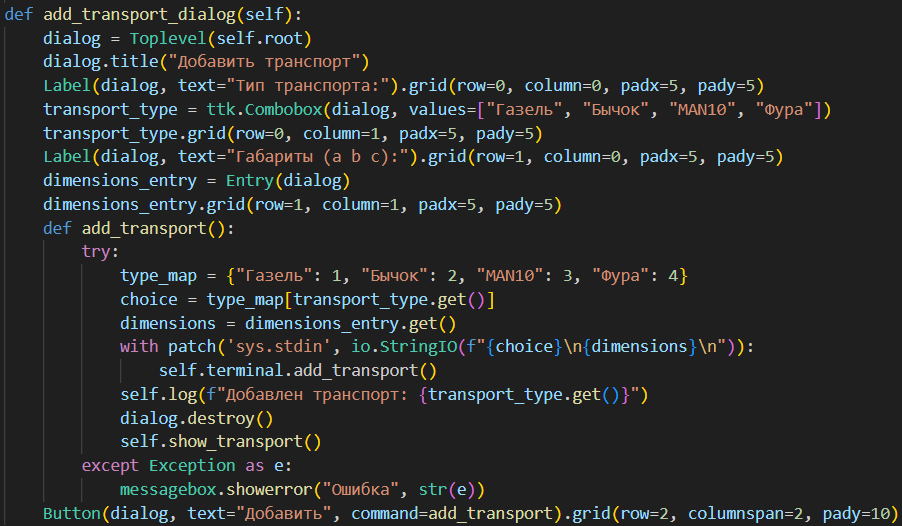 def add_transport_dialog(self):
    dialog = Toplevel(self.root)
    dialog.title("Добавить транспорт")
    Label(dialog, text="Тип транспорта:").grid(row=0, column=0, padx=5, pady=5)
    transport_type = ttk.Combobox(dialog, values=["Газель", "Бычок", "MAN10", "Фура"])
    transport_type.grid(row=0, column=1, padx=5, pady=5)
    Label(dialog, text="Габариты (a b c):").grid(row=1, column=0, padx=5, pady=5)
    dimensions_entry = Entry(dialog)
    dimensions_entry.grid(row=1, column=1, padx=5, pady=5)
    def add_transport():
        try:
            type_map = {"Газель": 1, "Бычок": 2, "MAN10": 3, "Фура": 4}
            choice = type_map[transport_type.get()]
            dimensions = dimensions_entry.get()
            with patch('sys.stdin', io.StringIO(f"{choice}\n{dimensions}\n")):
                self.terminal.add_transport()
            self.log(f"Добавлен транспорт: {transport_type.get()}")
            dialog.destroy()
            self.show_transport()
        except Exception as e:
            messagebox.showerror("Ошибка", str(e))
    Button(dialog, text="Добавить", command=add_transport).grid(row=2, columnspan=2, pady=10)